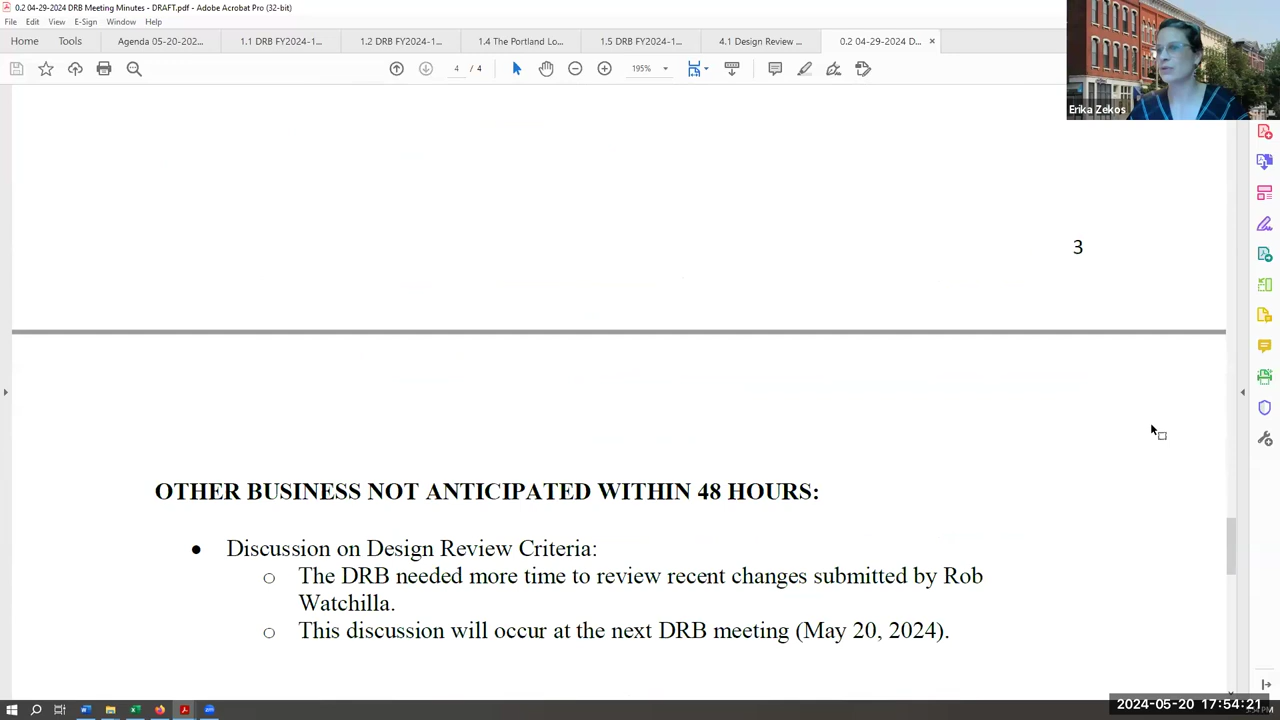 0.2 04-29-2024 DRB Meeting Minutes - DRAFT.pdf - Adobe Acrobat Pro (32-bit)
File Edit View E-Sign Window Help
Home Tools Agenda 05-20-202... 1.1 DRB FY2024-1... 1.2 DRB FY2024-1... 1.4 The Portland Lo... 1.5 DRB FY2024-1... 4.1 Design Review ... 0.2 04-29-2024 D... ×
4 / 4 195%
Erika Zekos
3
OTHER BUSINESS NOT ANTICIPATED WITHIN 48 HOURS:
• Discussion on Design Review Criteria:
○ The DRB needed more time to review recent changes submitted by Rob
Watchilla.
○ This discussion will occur at the next DRB meeting (May 20, 2024).
2024-05-20 17:54:21